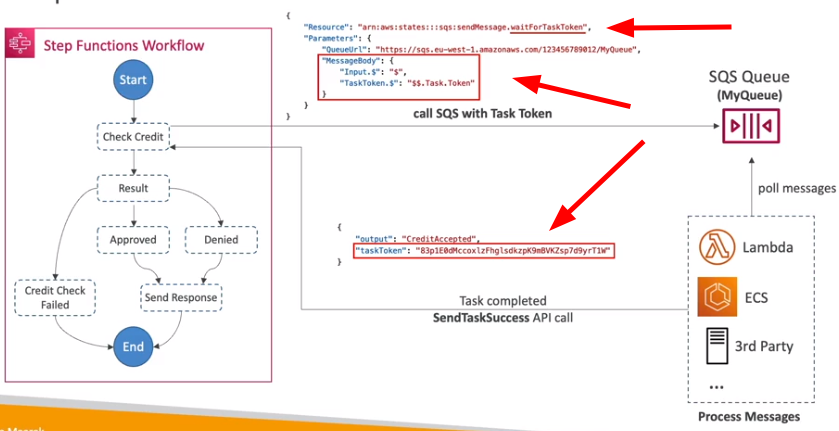 Step Functions Workflow
Start
Check Credit
Result
Approved
Denied
Credit Check
Failed
Send Response
End
{
"Resource": "arn:aws:states:::sqs:sendMessage.waitForTaskToken",
"Parameters": {
"QueueUrl": "https://sqs.eu-west-1.amazonaws.com/123456789012/MyQueue",
"MessageBody": {
"Input.$": "$",
"TaskToken.$": "$$.Task.Token"
}
}
}
call SQS with Task Token
SQS Queue
(MyQueue)
poll messages
{
"output": "CreditAccepted",
"taskToken": "83p1E0dMccoxlzFhglsdkzpK9mBVKZsp7d9yrT1W"
}
Task completed
SendTaskSuccess API call
Lambda
ECS
3rd Party
...
Process Messages